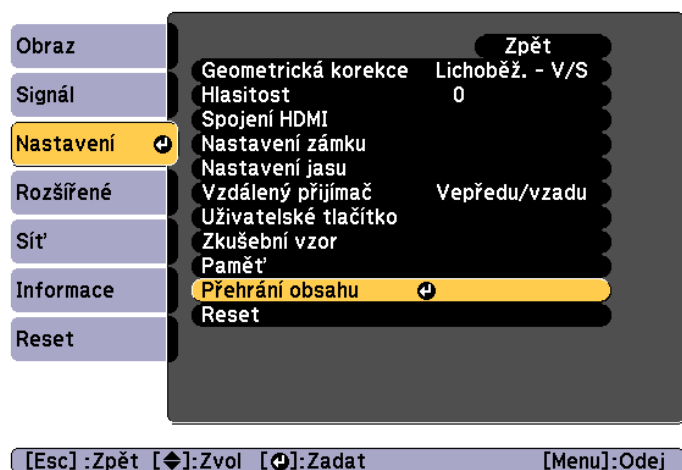 Obraz
Signál
Nastavení
Rozšířené
Síť
Informace
Reset
Zpět
Geometrická korekce Lichoběž. - V/S
Hlasitost 0
Spojení HDMI
Nastavení zámku
Nastavení jasu
Vzdálený přijímač Vepředu/vzadu
Uživatelské tlačítko
Zkušební vzor
Paměť
Přehrání obsahu
Reset
[Esc] :Zpět [◆]:Zvol [⏎]:Zadat [Menu]:Odej